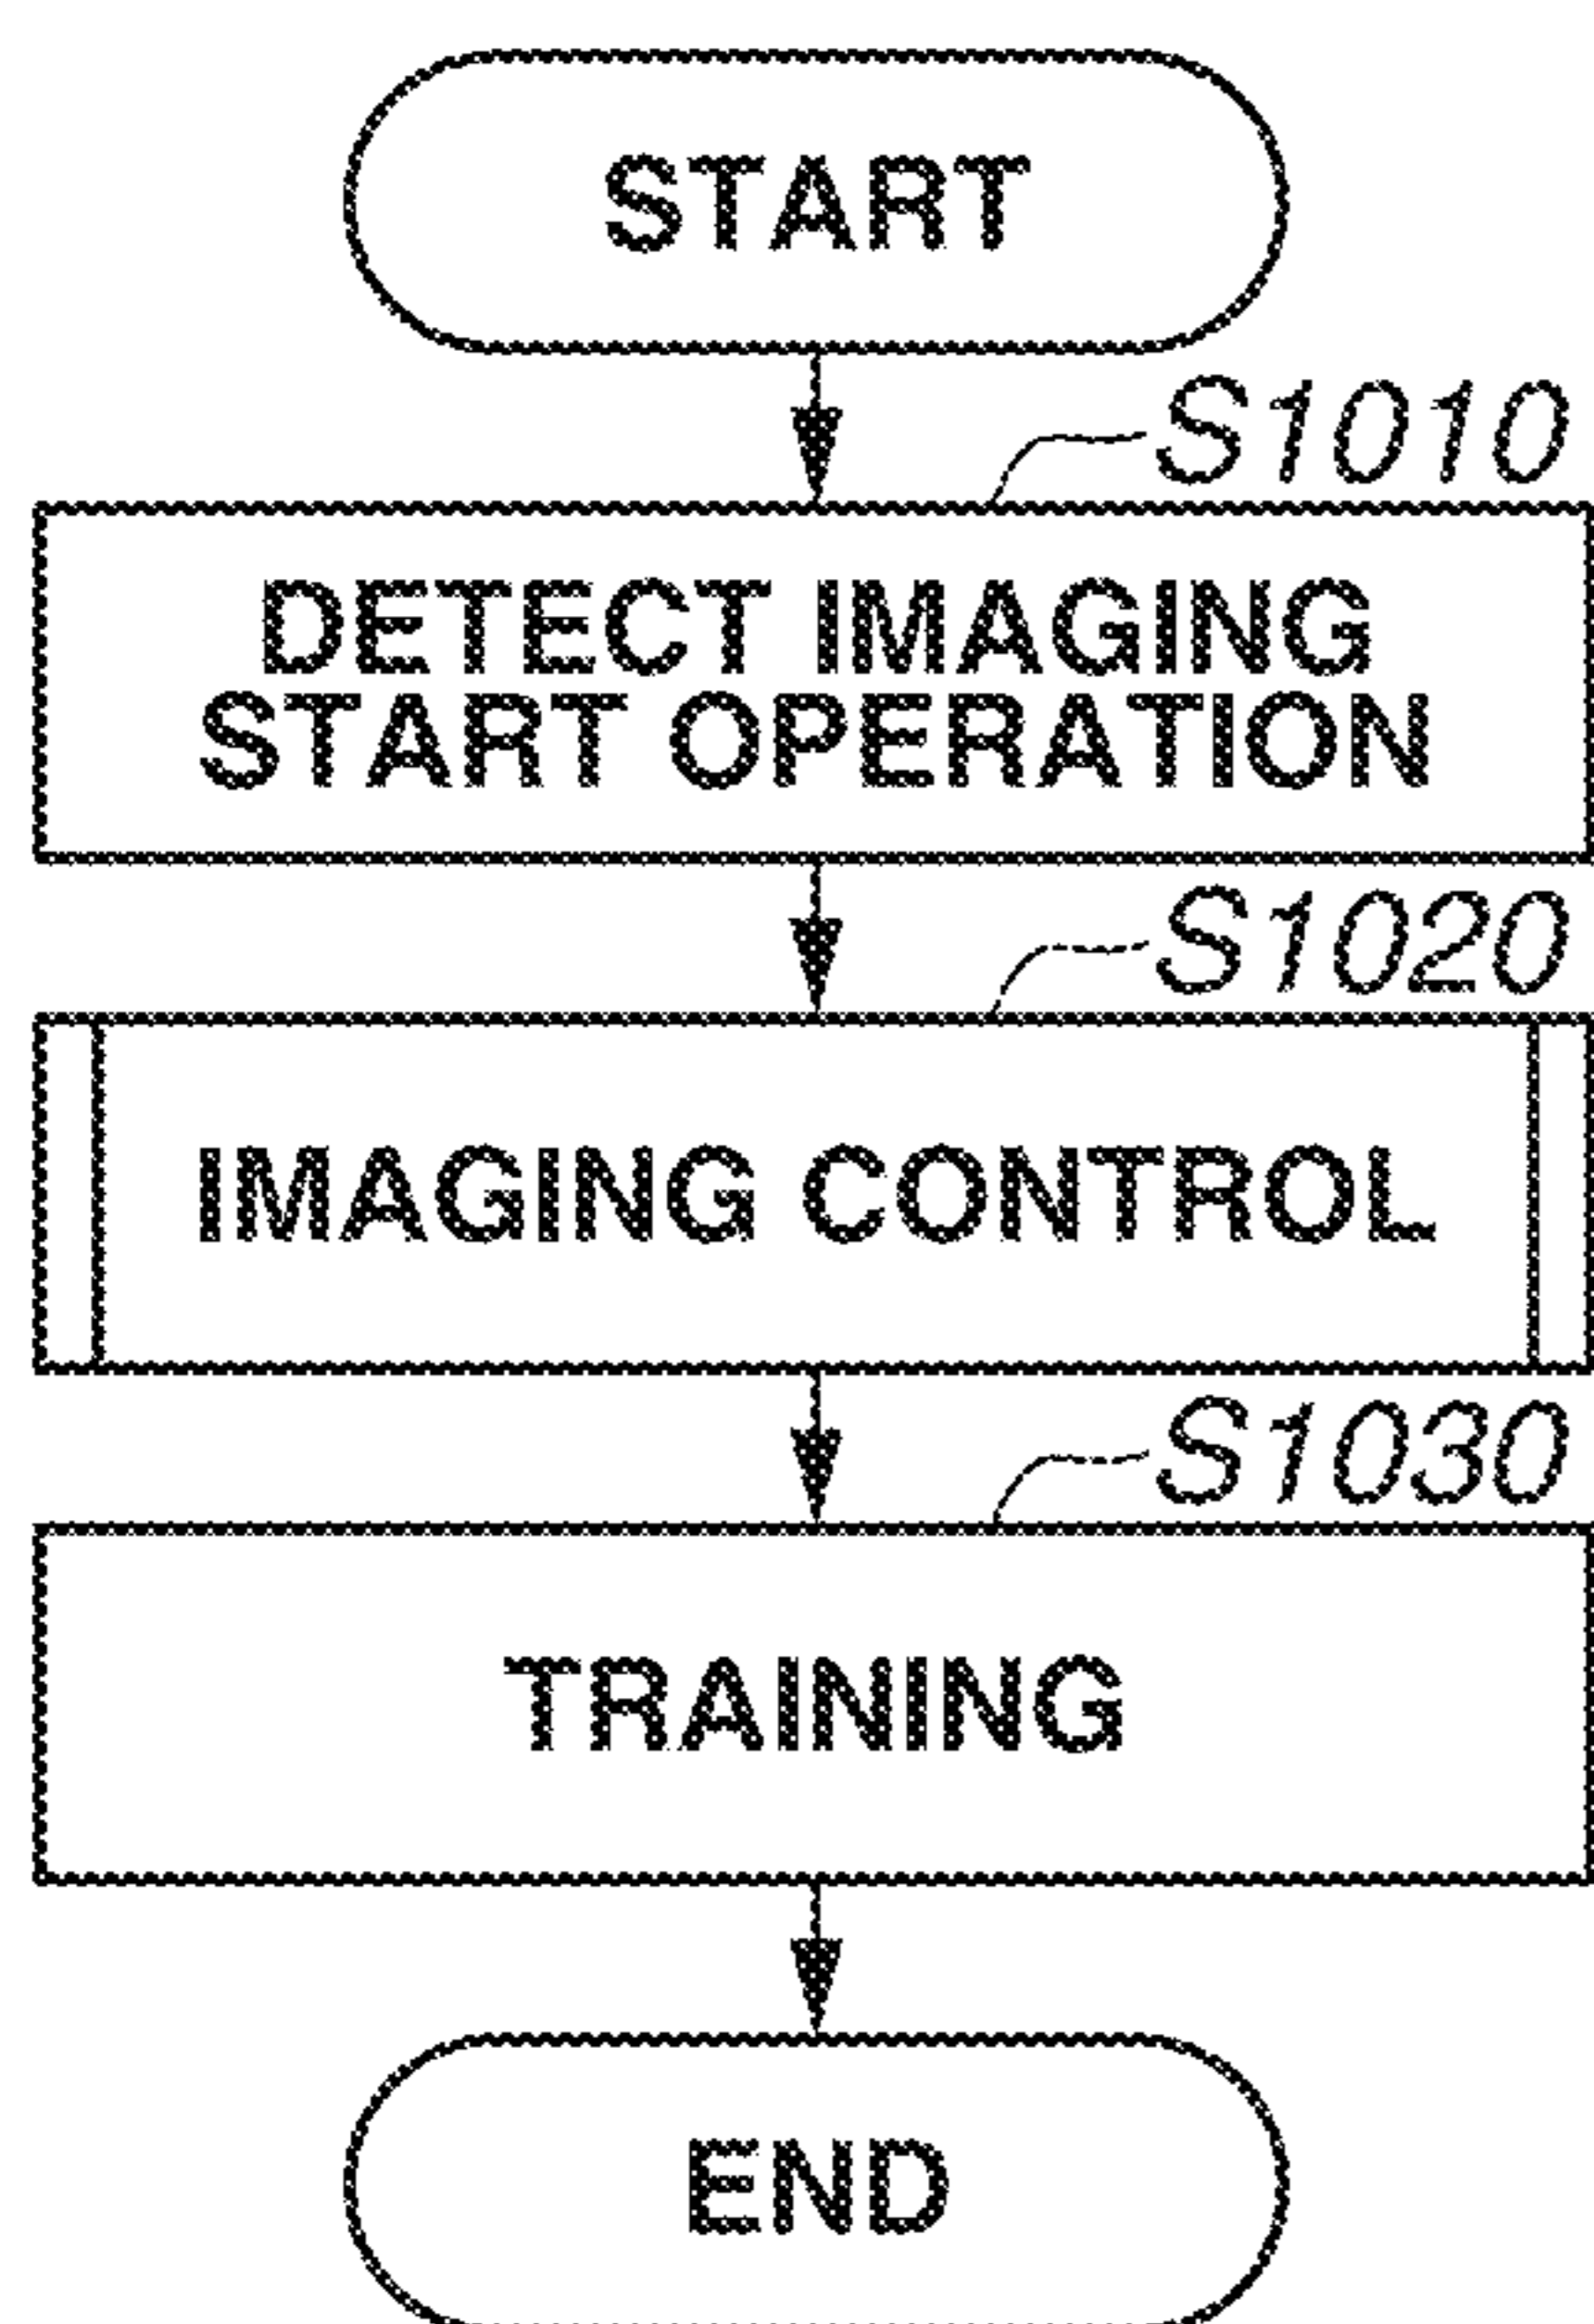 START
S1010
DETECT IMAGING
START OPERATION
S1020
IMAGING CONTROL
S1030
TRAINING
END